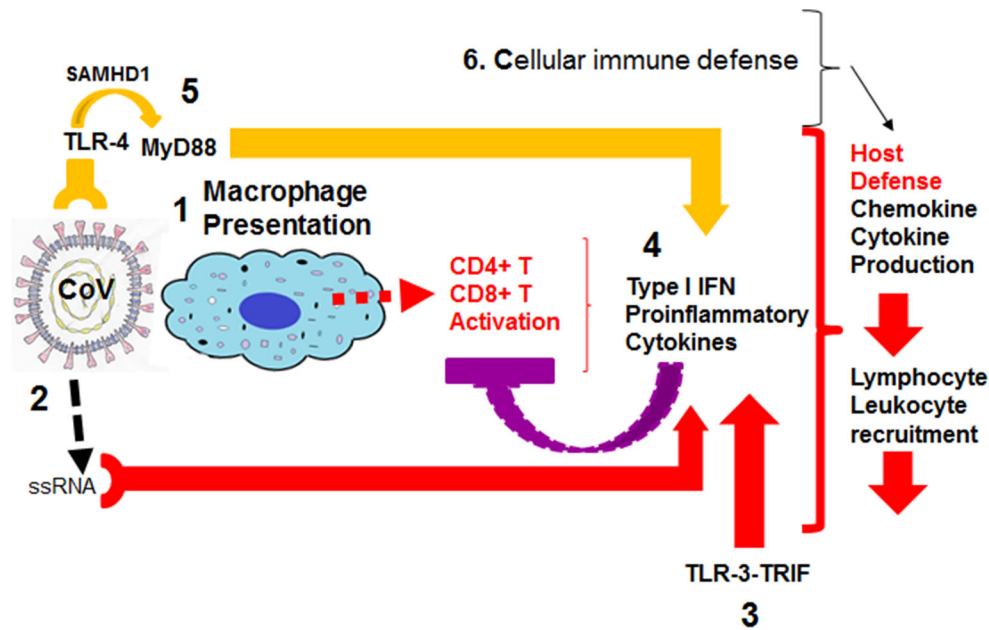 6. Cellular immune defense
SAMHD1
5
TLR-4
MyD88
1
Macrophage
Presentation
Host
Defense
Chemokine
Cytokine
Production
CoV
CD4+ T
CD8+ T
Activation
4
Type I IFN
Proinflammatory
Cytokines
2
Lymphocyte
Leukocyte
recruitment
ssRNA
TLR-3-TRIF
3